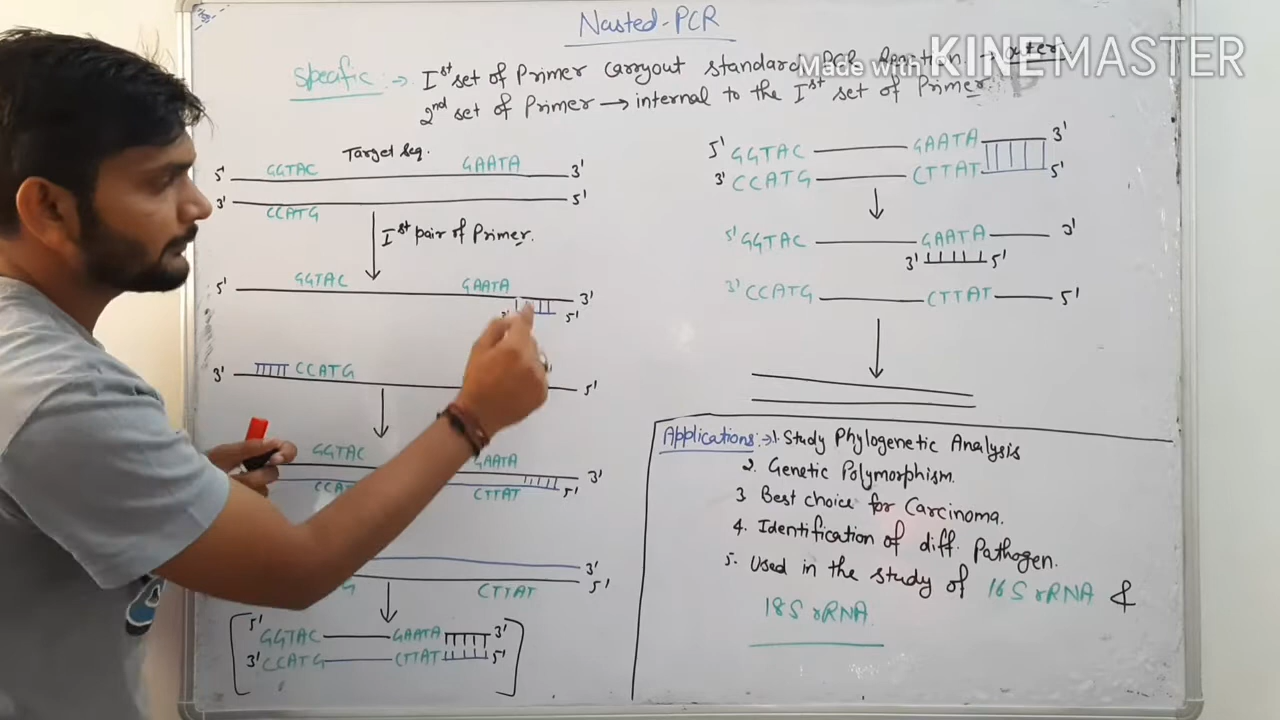 Nasted-PCR
Made with KINEMASTER
Specific :→ Ist set of Primer carryout standard PCR → outer
2nd set of Primer → internal to the Ist set of Primer.
Target seq.
5' GGTAC GAATA 3'
3' 5'
CCATG
Ist pair of Primer.
5' GGTAC GAATA 3'
5'
3' CCATG 5'
GGTAC GAATA 3'
CTTAT 5'
3'
5'
CTTAT
5' GGTAC GAATA 3'
3' CCATG CTTAT 5'
5' GGTAC GAATA 3'
3' CCATG CTTAT 5'
5' GGTAC GAATA 3'
3' 5'
3' CCATG CTTAT 5'
Applications :→ 1. Study Phylogenetic Analysis
2. Genetic Polymorphism.
3 Best choice for Carcinoma.
4. Identification of diff. Pathogen.
5. Used in the study of 16S rRNA &
18S rRNA